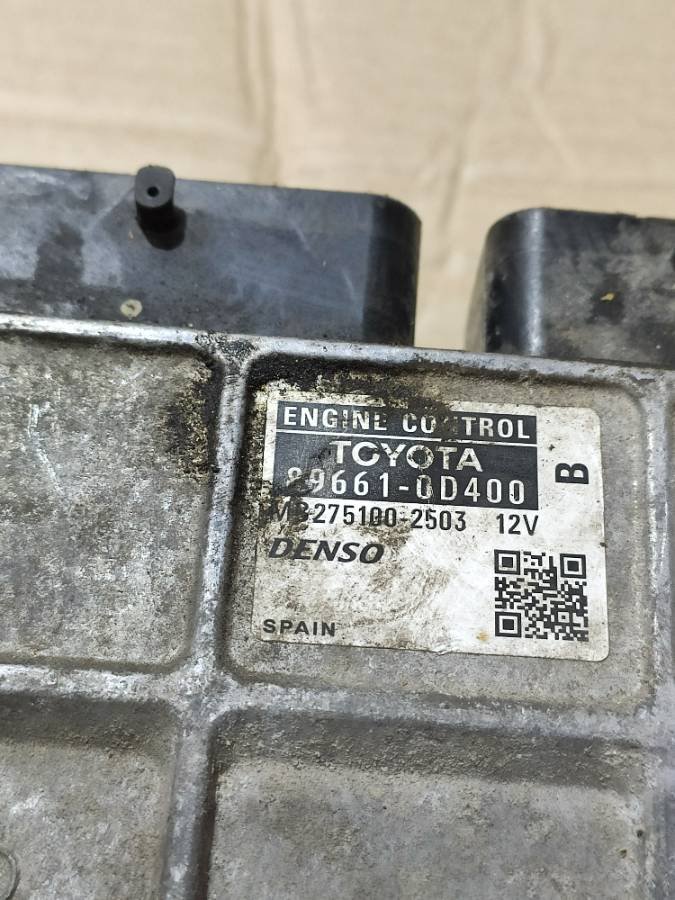 ENGINE CONTROL
TOYOTA
89661-0D400
B
MB275100-2503 12V
DENSO
SPAIN